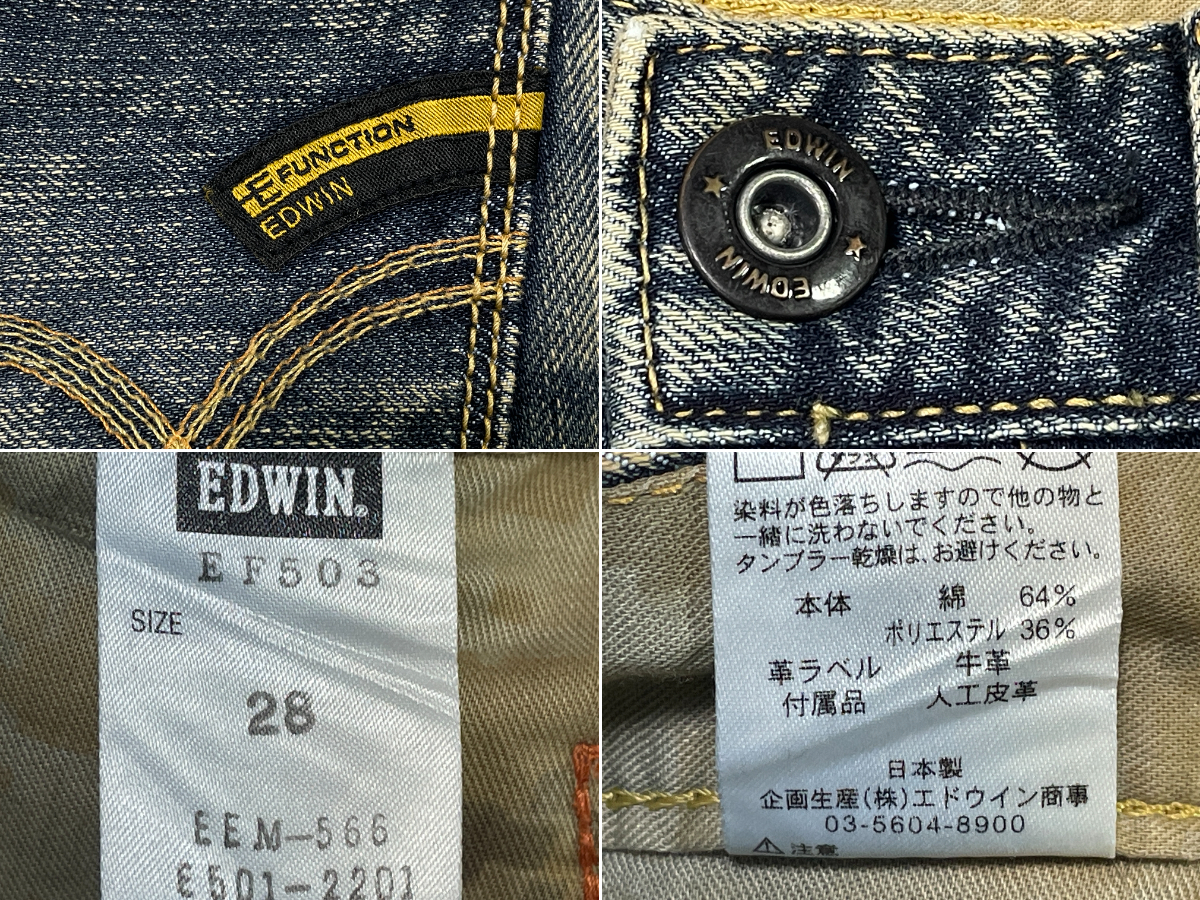 E FUNCTION
EDWIN
EDWIN
EDWIN
EDWIN®
EF503
SIZE
28
EEM-566
E501-2201
染料が色落ちしますので他の物と
一緒に洗わないでください。
タンブラー乾燥は、お避けください。
本体 綿 64%
ポリエステル 36%
革ラベル 牛革
付属品 人工皮革
日本製
企画生産(株)エドウイン商事
03-5604-8900
⚠注意